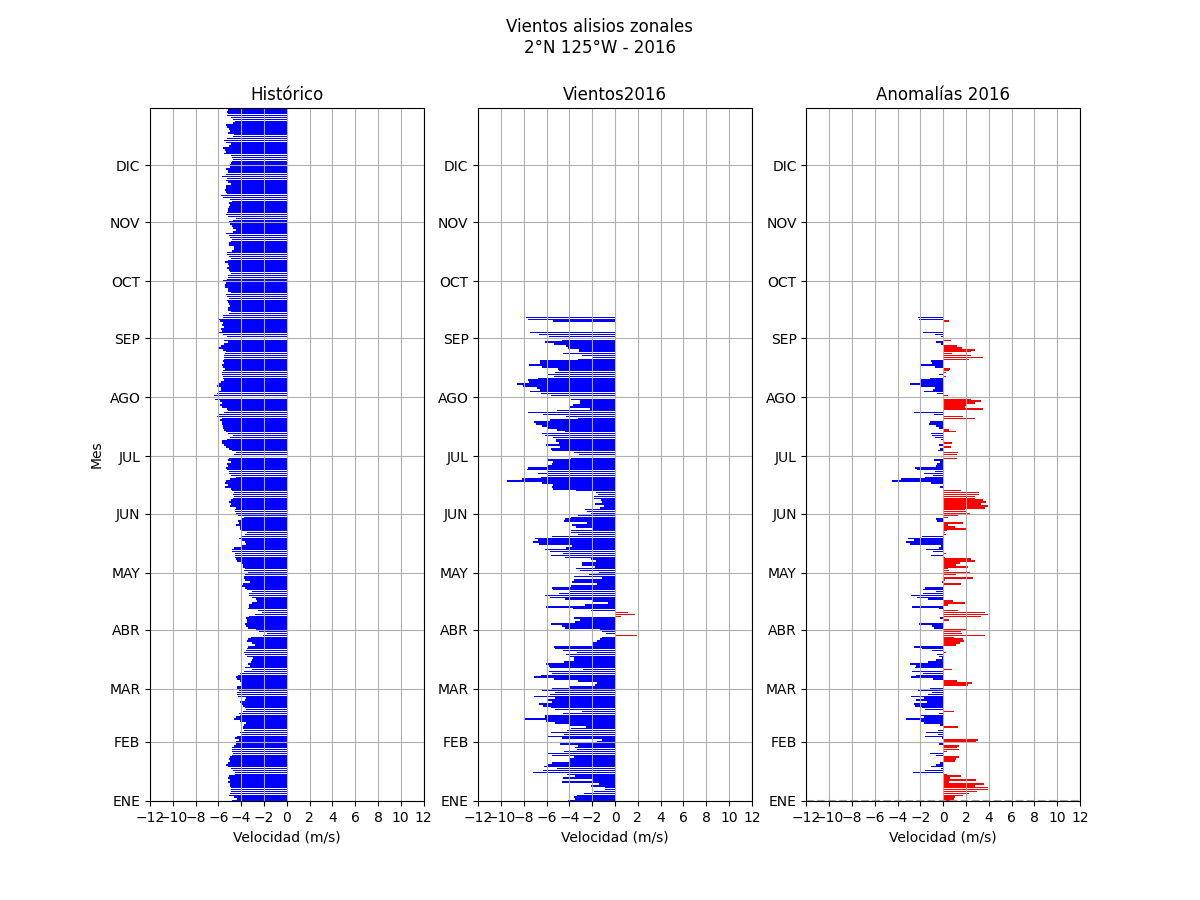 Vientos alisios zonales
2°N 125°W - 2016
Histórico
Vientos2016
Anomalías 2016
Mes
DIC
NOV
OCT
SEP
AGO
JUL
JUN
MAY
ABR
MAR
FEB
ENE
DIC
NOV
OCT
SEP
AGO
JUL
JUN
MAY
ABR
MAR
FEB
ENE
DIC
NOV
OCT
SEP
AGO
JUL
JUN
MAY
ABR
MAR
FEB
ENE
−12 −10 −8 −6 −4 −2 0 2 4 6 8 10 12
−12 −10 −8 −6 −4 −2 0 2 4 6 8 10 12
−12 −10 −8 −6 −4 −2 0 2 4 6 8 10 12
Velocidad (m/s)
Velocidad (m/s)
Velocidad (m/s)